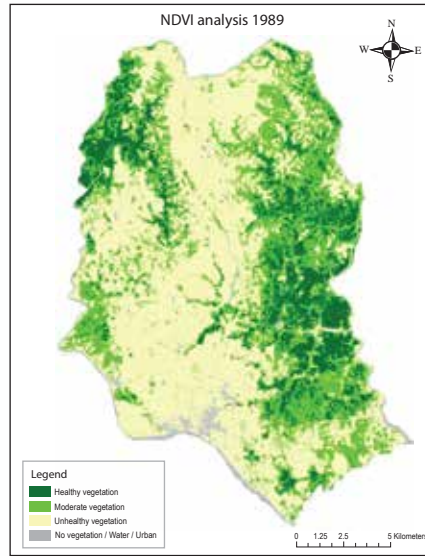 NDVI analysis 1989
N
W E
S
Legend
Healthy vegetation
Moderate vegetation
Unhealthy vegetation
No vegetation / Water / Urban
0 1.25 2.5 5 Kilometers